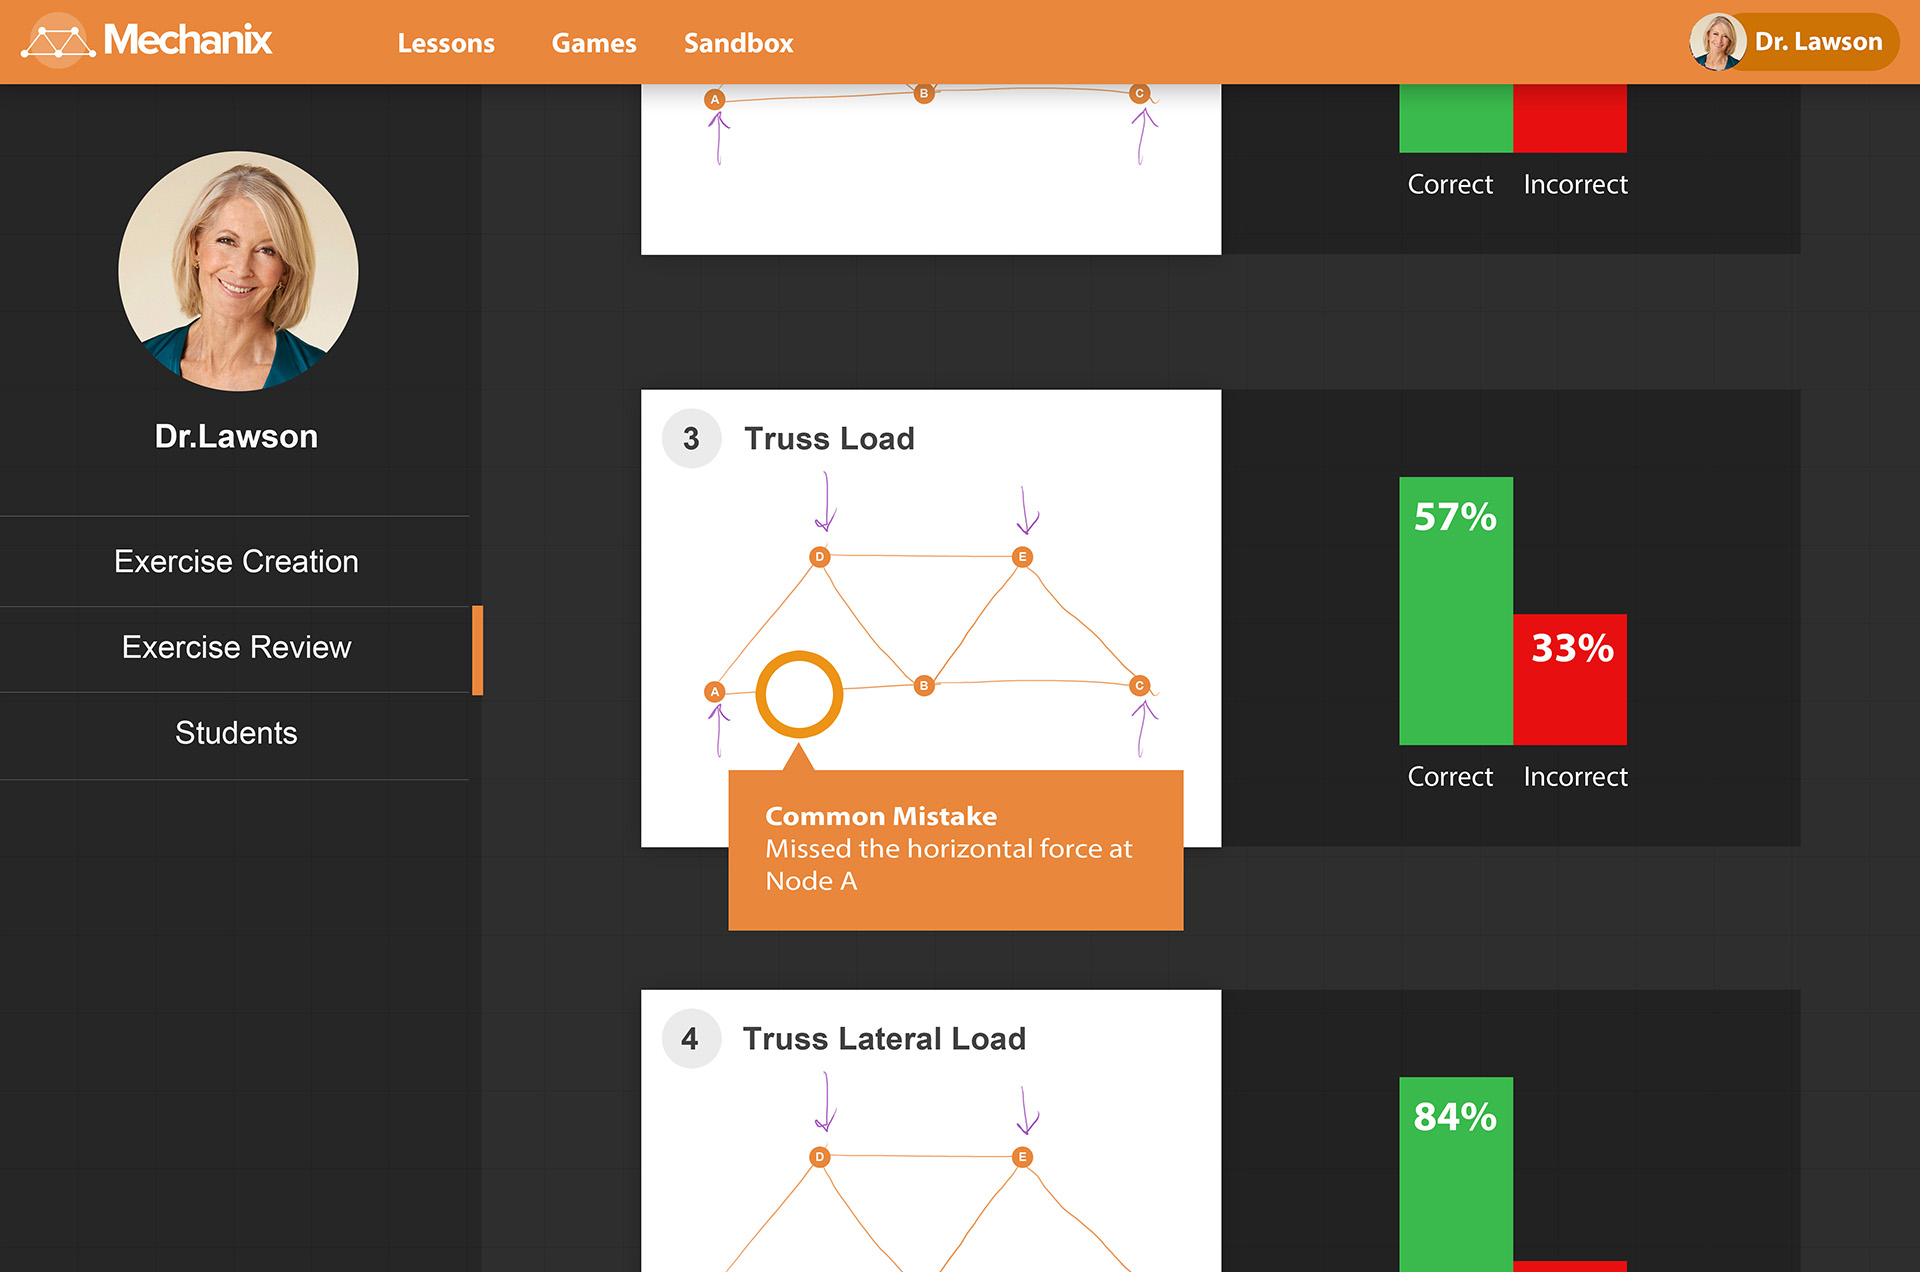 Mechanix
Lessons
Games
Sandbox
Dr. Lawson
A
B
C
Correct
Incorrect
Dr.Lawson
Exercise Creation
Exercise Review
Students
3
Truss Load
D
E
A
B
C
Common Mistake
Missed the horizontal force at
Node A
57%
33%
Correct
Incorrect
4
Truss Lateral Load
D
E
84%